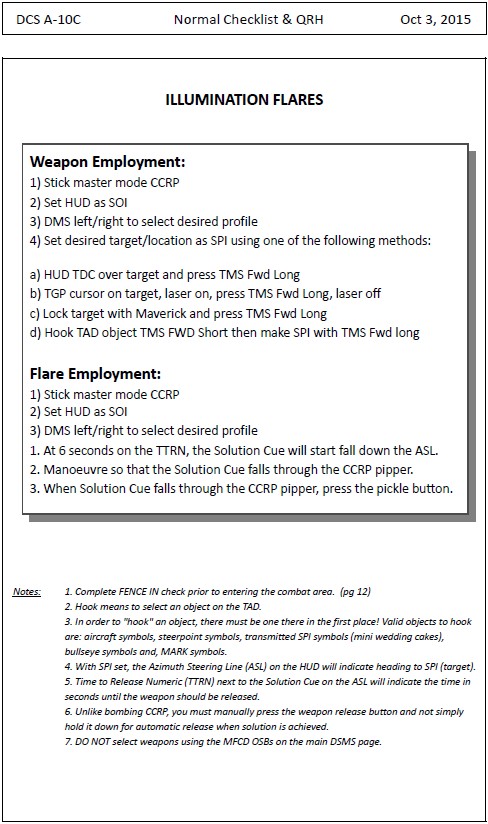 DCS A-10C Normal Checklist & QRH Oct 3, 2015
ILLUMINATION FLARES
Weapon Employment:
1) Stick master mode CCRP
2) Set HUD as SOI
3) DMS left/right to select desired profile
4) Set desired target/location as SPI using one of the following methods:
a) HUD TDC over target and press TMS Fwd Long
b) TGP cursor on target, laser on, press TMS Fwd Long, laser off
c) Lock target with Maverick and press TMS Fwd Long
d) Hook TAD object TMS FWD Short then make SPI with TMS Fwd long
Flare Employment:
1) Stick master mode CCRP
2) Set HUD as SOI
3) DMS left/right to select desired profile
1. At 6 seconds on the TTRN, the Solution Cue will start fall down the ASL.
2. Manoeuvre so that the Solution Cue falls through the CCRP pipper.
3. When Solution Cue falls through the CCRP pipper, press the pickle button.
Notes: 1. Complete FENCE IN check prior to entering the combat area. (pg 12)
2. Hook means to select an object on the TAD.
3. In order to "hook" an object, there must be one there in the first place! Valid objects to hook
are: aircraft symbols, steerpoint symbols, transmitted SPI symbols (mini wedding cakes),
bullseye symbols and, MARK symbols.
4. With SPI set, the Azimuth Steering Line (ASL) on the HUD will indicate heading to SPI (target).
5. Time to Release Numeric (TTRN) next to the Solution Cue on the ASL will indicate the time in
seconds until the weapon should be released.
6. Unlike bombing CCRP, you must manually press the weapon release button and not simply
hold it down for automatic release when solution is achieved.
7. DO NOT select weapons using the MFCD OSBs on the main DSMS page.